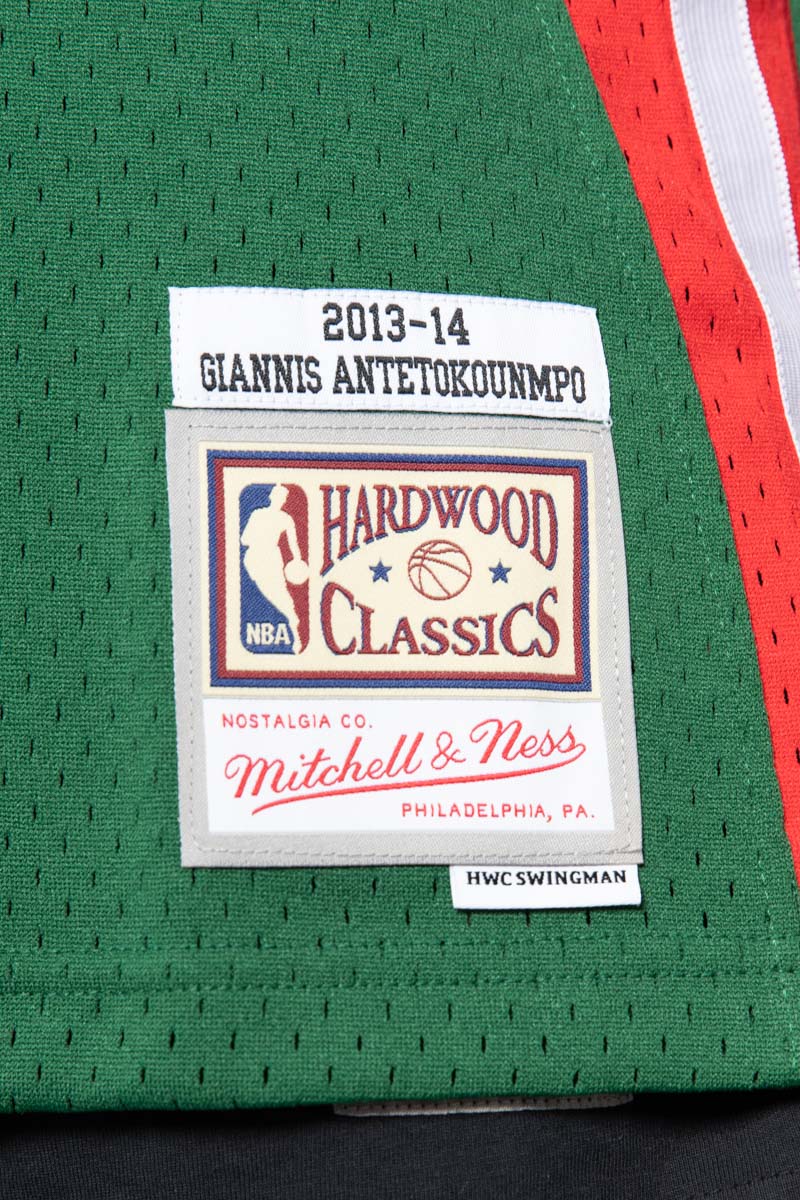 2013-14
GIANNIS ANTETOKOUNMPO
HARDWOOD
CLASSICS
NBA
NOSTALGIA CO.
Mitchell & Ness
PHILADELPHIA, PA.
HWC SWINGMAN